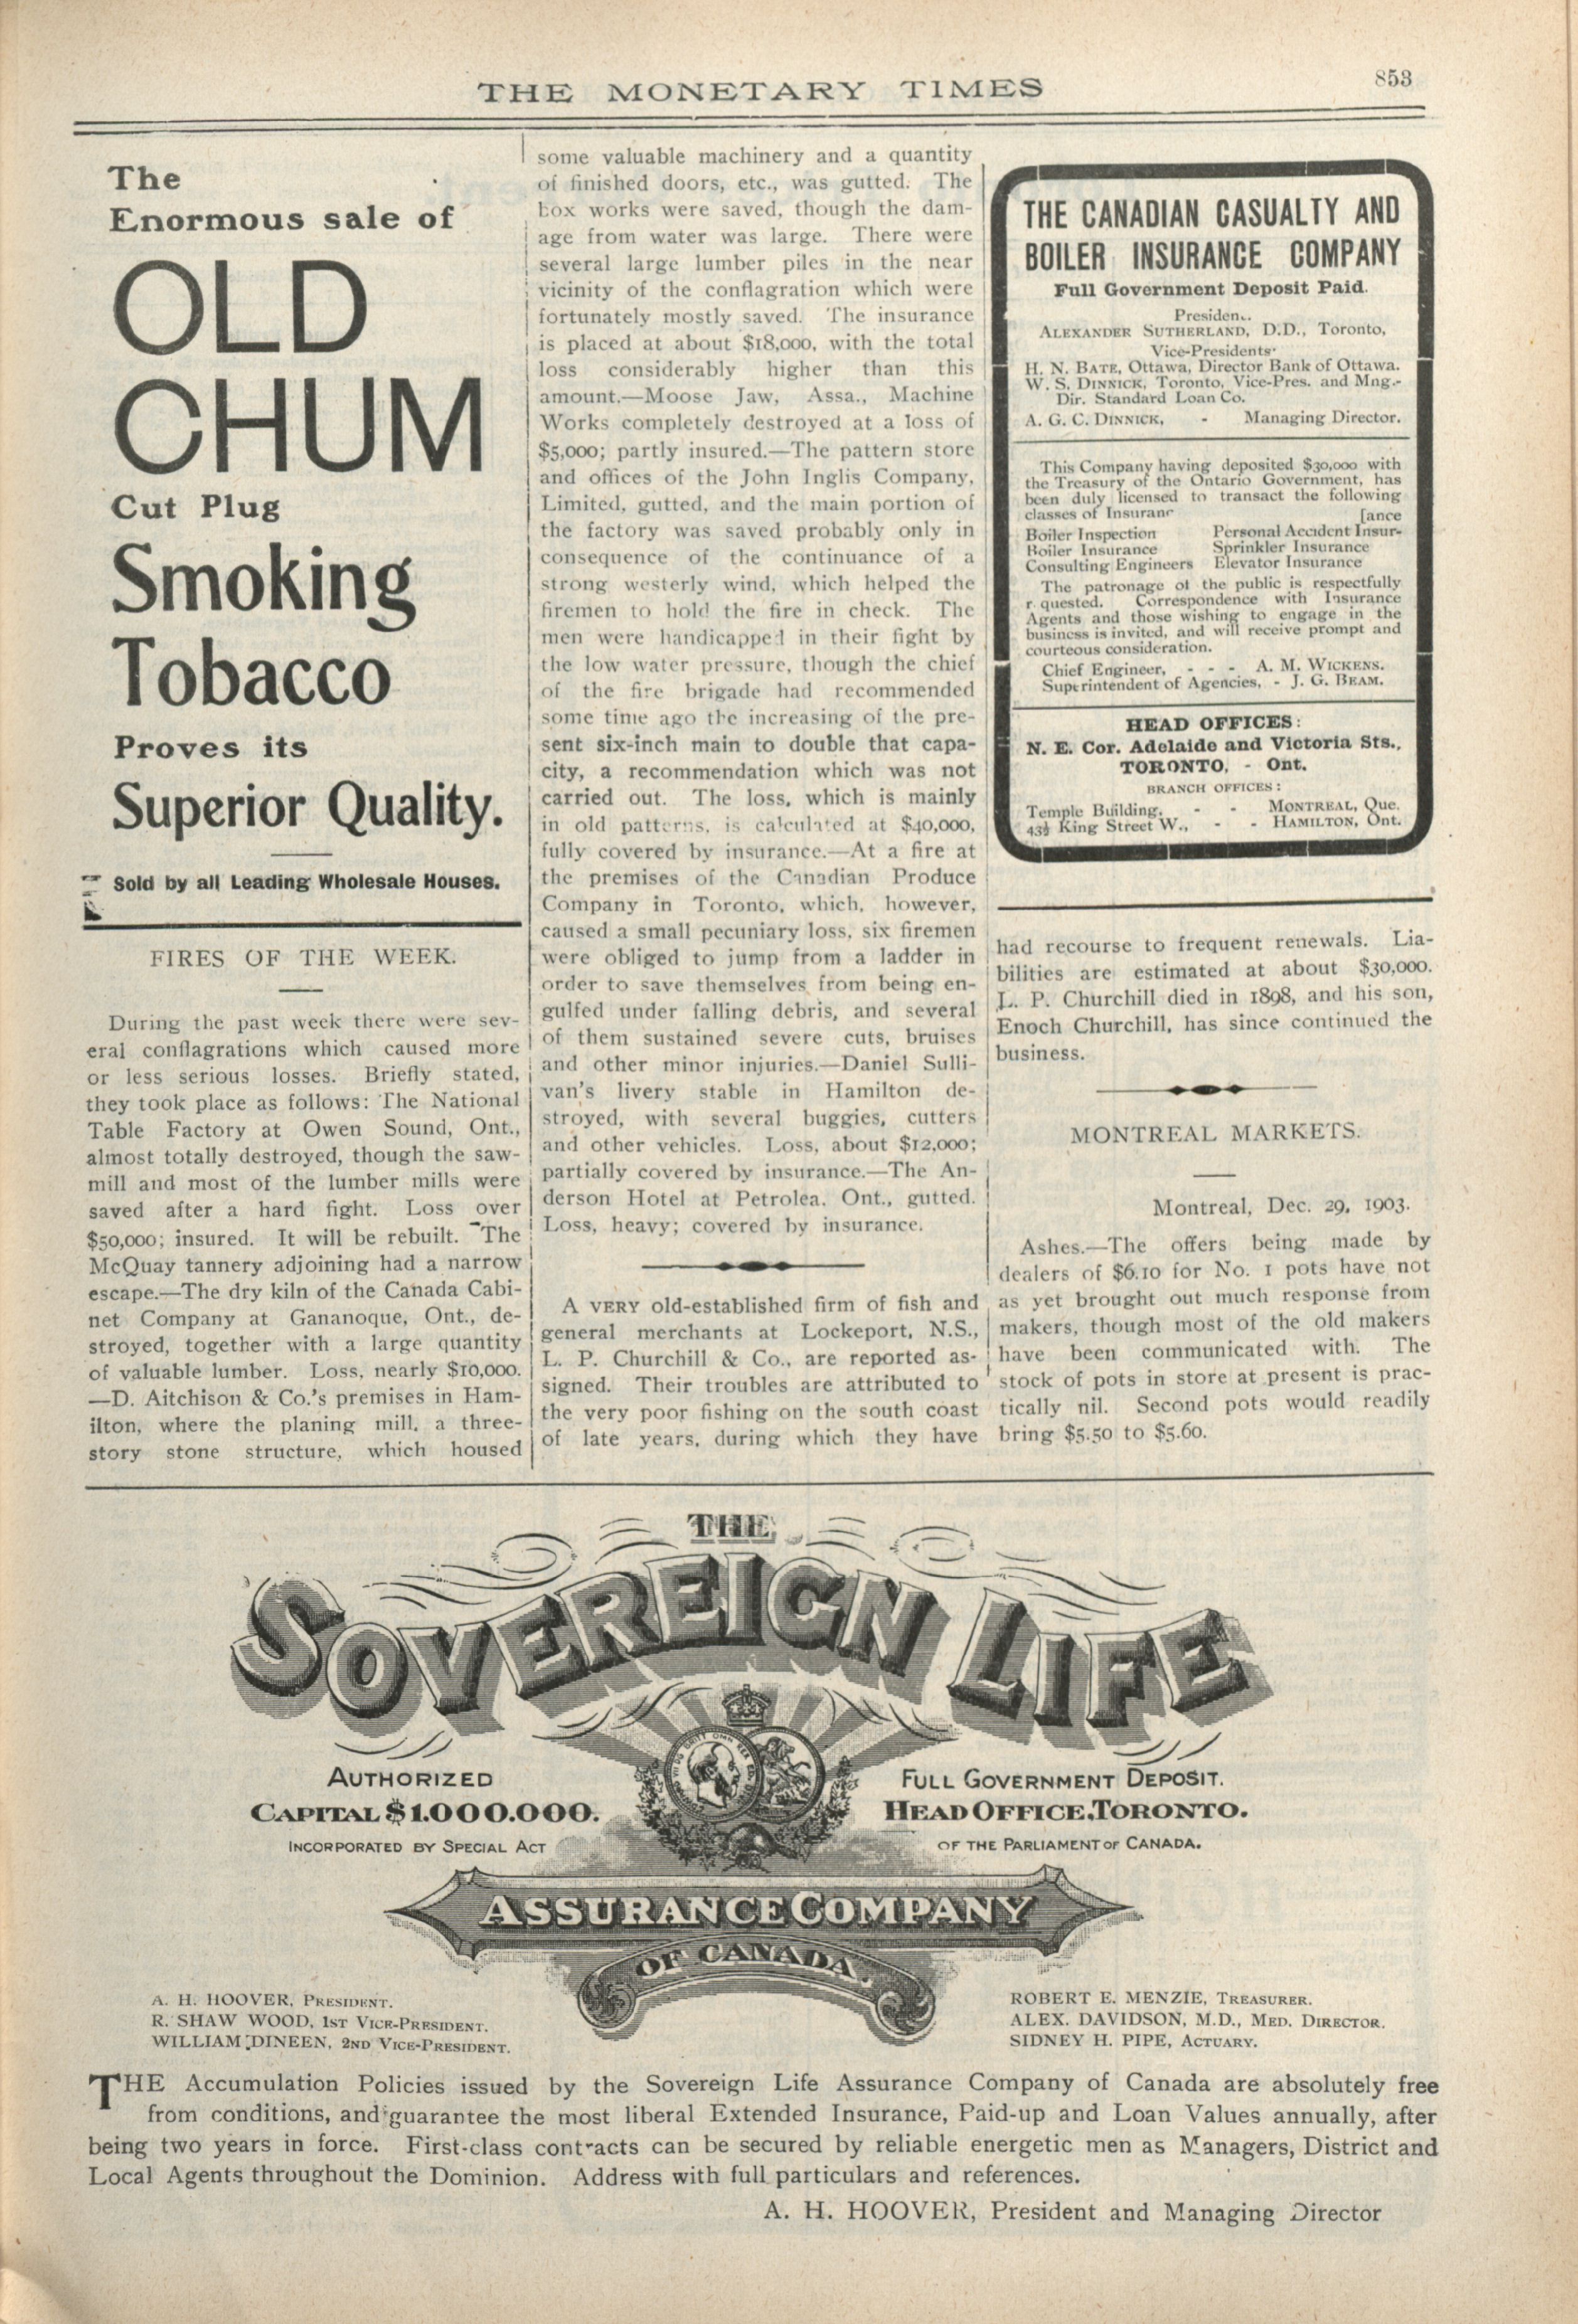 THE MONETARY TIMES
853
The
Enormous sale of
OLD
CHUM
Cut Plug
Smoking
Tobacco
Proves its
Superior Quality.
Sold by all Leading Wholesale Houses.
FIRES OF THE WEEK.
During the past week there were sev-
eral conflagrations which caused more
or less serious losses. Briefly stated,
they took place as follows: The National
Table Factory at Owen Sound, Ont.,
almost totally destroyed, though the saw-
mill and most of the lumber mills were
saved after a hard fight. Loss over
$50,000; insured. It will be rebuilt. The
McQuay tannery adjoining had a narrow
escape.—The dry kiln of the Canada Cabi-
net Company at Gananoque, Ont., de-
stroyed, together with a large quantity
of valuable lumber. Loss, nearly $10,000.
—D. Aitchison & Co.'s premises in Ham-
ilton, where the planing mill, a three-
story stone structure, which housed
some valuable machinery and a quantity
of finished doors, etc., was gutted. The
box works were saved, though the dam-
age from water was large. There were
several large lumber piles in the near
vicinity of the conflagration which were
fortunately mostly saved. The insurance
is placed at about $18,000, with the total
loss considerably higher than this
amount.—Moose Jaw, Assa., Machine
Works completely destroyed at a loss of
$5,000; partly insured.—The pattern store
and offices of the John Inglis Company,
Limited, gutted, and the main portion of
the factory was saved probably only in
consequence of the continuance of a
strong westerly wind, which helped the
firemen to hold the fire in check. The
men were handicapped in their fight by
the low water pressure, though the chief
of the fire brigade had recommended
some time ago the increasing of the pre-
sent six-inch main to double that capa-
city, a recommendation which was not
carried out. The loss, which is mainly
in old patterns, is calculated at $40,000,
fully covered by insurance.—At a fire at
the premises of the Canadian Produce
Company in Toronto, which, however,
caused a small pecuniary loss, six firemen
were obliged to jump from a ladder in
order to save themselves from being en-
gulfed under falling debris, and several
of them sustained severe cuts, bruises
and other minor injuries.—Daniel Sulli-
van's livery stable in Hamilton de-
stroyed, with several buggies, cutters
and other vehicles. Loss, about $12,000;
partially covered by insurance.—The An-
derson Hotel at Petrolea, Ont., gutted.
Loss, heavy; covered by insurance.
A VERY old-established firm of fish and
general merchants at Lockeport, N.S.,
L. P. Churchill & Co., are reported as-
signed. Their troubles are attributed to
the very poor fishing on the south coast
of late years, during which they have
THE CANADIAN CASUALTY AND
BOILER INSURANCE COMPANY
Full Government Deposit Paid.
President.
ALEXANDER SUTHERLAND, D.D., Toronto,
Vice-Presidents
H. N. BATE, Ottawa, Director Bank of Ottawa.
W. S. DINNICK, Toronto, Vice-Pres. and Mng.-
Dir. Standard Loan Co.
A. G. C. DINNICK, - Managing Director.
This Company having deposited $30,000 with
the Treasury of the Ontario Government, has
been duly licensed to transact the following
classes of Insuranc [ance
Boiler Inspection Personal Accident Insur-
Boiler Insurance Sprinkler Insurance
Consulting Engineers Elevator Insurance
The patronage of the public is respectfully
r quested. Correspondence with Insurance
Agents and those wishing to engage in the
business is invited, and will receive prompt and
courteous consideration.
Chief Engineer, - - - A. M. WICKENS.
Superintendent of Agencies, - J. G. BEAM.
HEAD OFFICES:
N. E. Cor. Adelaide and Victoria Sts.,
TORONTO, - Ont.
BRANCH OFFICES:
Temple Building, - - MONTREAL, Que.
43½ King Street W., - - HAMILTON, Ont.
had recourse to frequent renewals. Lia-
bilities are estimated at about $30,000.
L. P. Churchill died in 1898, and his son,
Enoch Churchill, has since continued the
business.
MONTREAL MARKETS.
Montreal, Dec. 29, 1903.
Ashes.—The offers being made by
dealers of $6.10 for No. 1 pots have not
as yet brought out much response from
makers, though most of the old makers
have been communicated with. The
stock of pots in store at present is prac-
tically nil. Second pots would readily
bring $5.50 to $5.60.
THE
SOVEREIGN LIFE
AUTHORIZED
CAPITAL $1.000.000.
INCORPORATED BY SPECIAL ACT
FULL GOVERNMENT DEPOSIT.
HEAD OFFICE, TORONTO.
OF THE PARLIAMENT OF CANADA.
ASSURANCE COMPANY
OF CANADA.
A. H. HOOVER, PRESIDENT.
R. SHAW WOOD, 1ST VICE-PRESIDENT.
WILLIAM DINEEN, 2ND VICE-PRESIDENT.
ROBERT E. MENZIE, TREASURER.
ALEX. DAVIDSON, M.D., MED. DIRECTOR.
SIDNEY H. PIPE, ACTUARY.
THE Accumulation Policies issued by the Sovereign Life Assurance Company of Canada are absolutely free
from conditions, and guarantee the most liberal Extended Insurance, Paid-up and Loan Values annually, after
being two years in force. First-class contracts can be secured by reliable energetic men as Managers, District and
Local Agents throughout the Dominion. Address with full particulars and references.
A. H. HOOVER, President and Managing Director